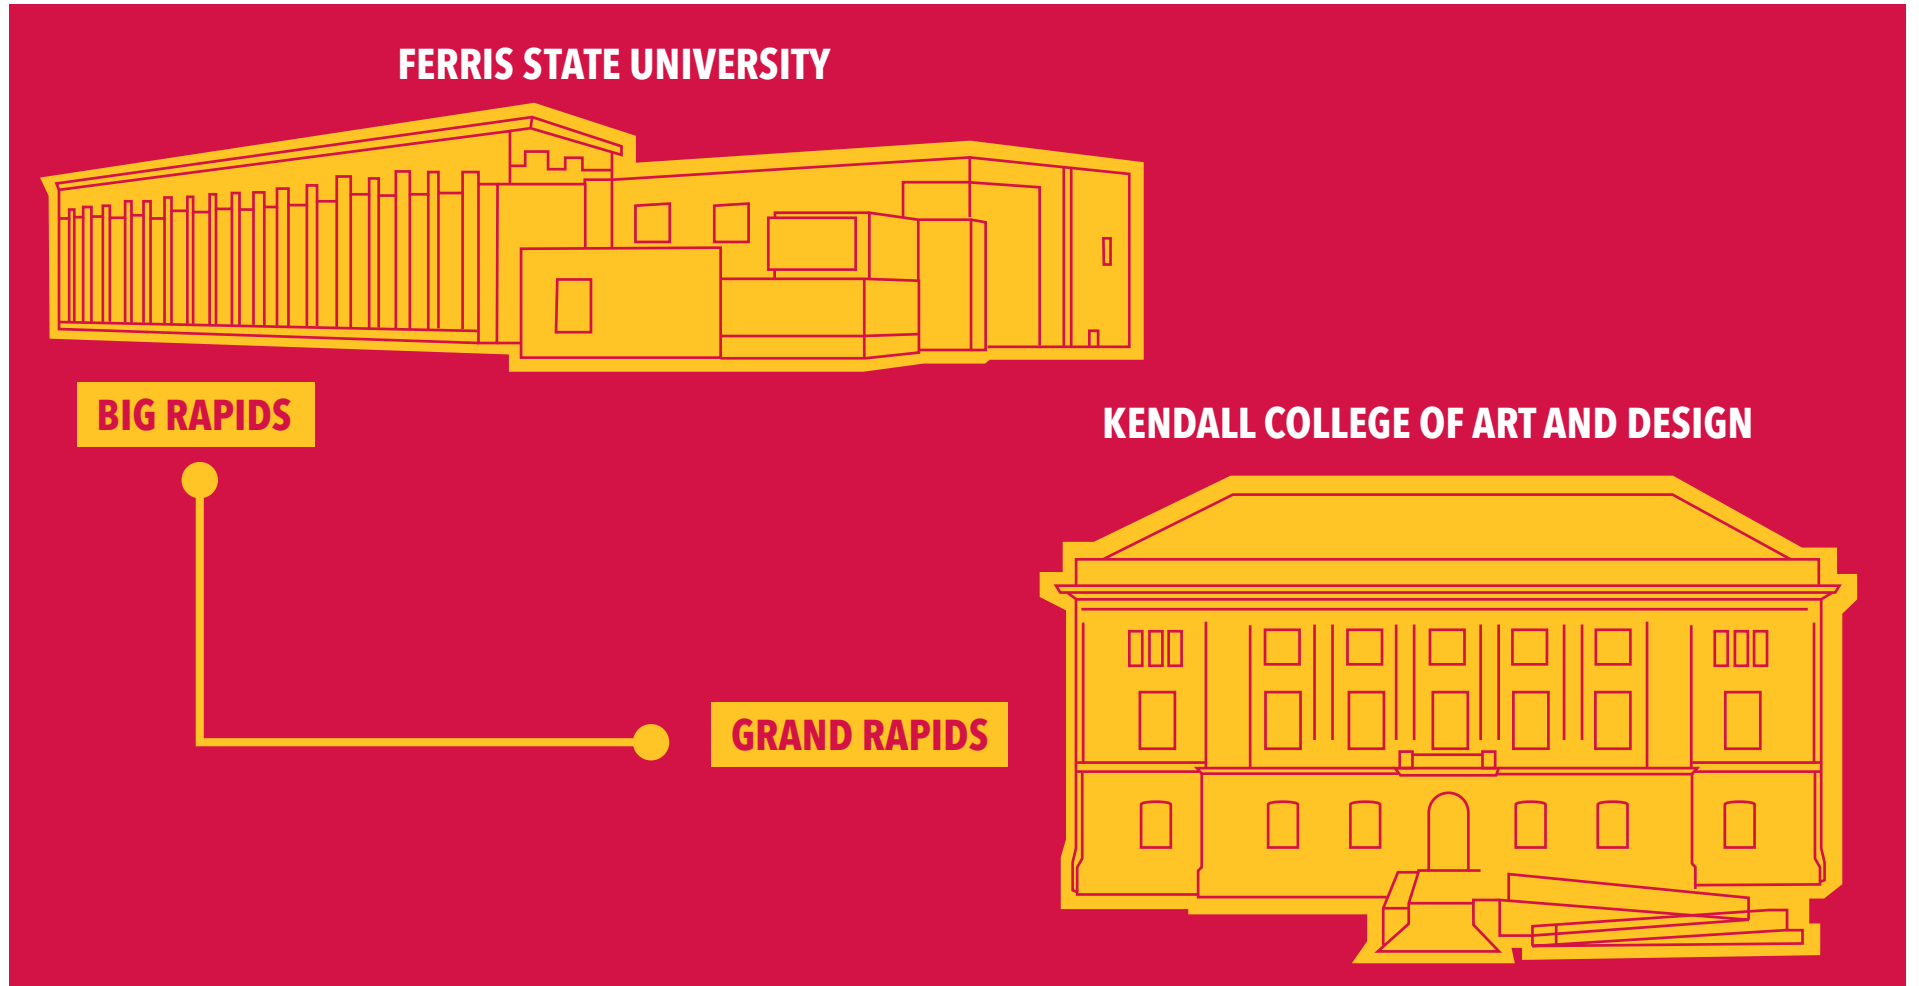 FERRIS STATE UNIVERSITY
BIG RAPIDS
KENDALL COLLEGE OF ART AND DESIGN
GRAND RAPIDS